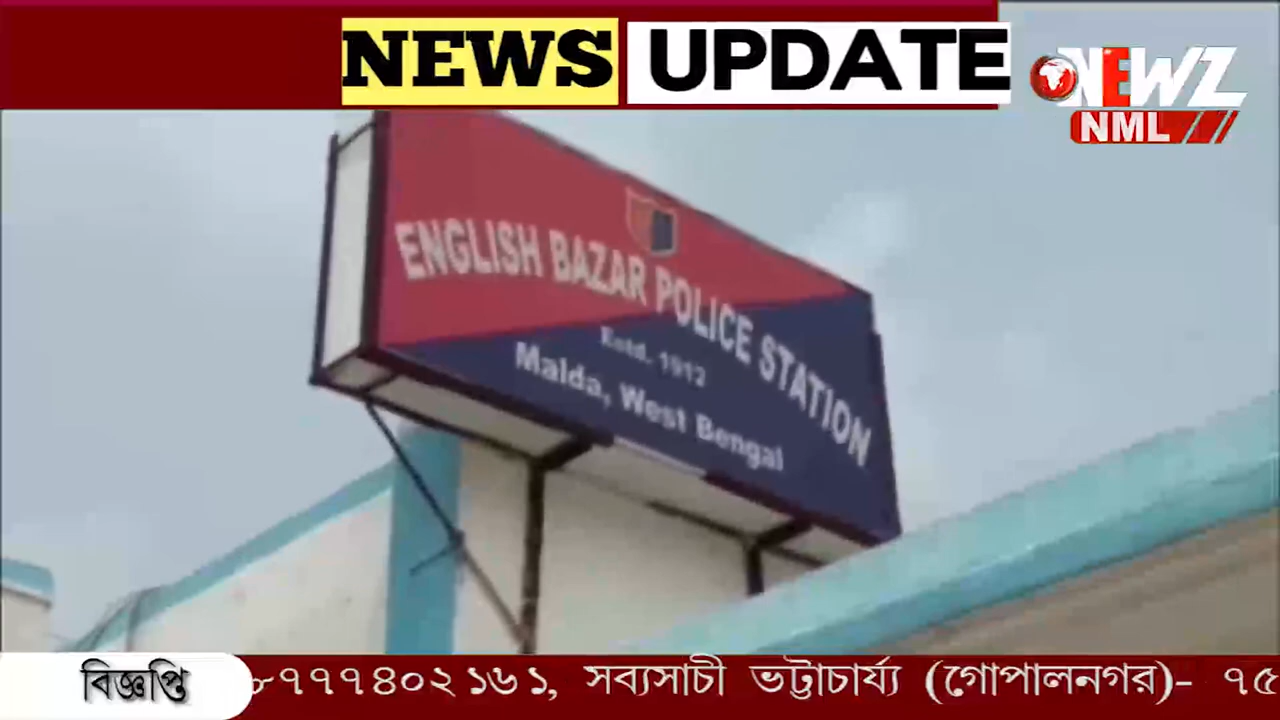 NEWS UPDATE
NEWZ
NML
ENGLISH BAZAR POLICE STATION
Estd. 1912
Malda, West Bengal
বিজ্ঞপ্তি
৮৭৭৭৪০২১৬১, সব্যসাচী ভট্টাচার্য্য (গোপালনগর)- ৭৫